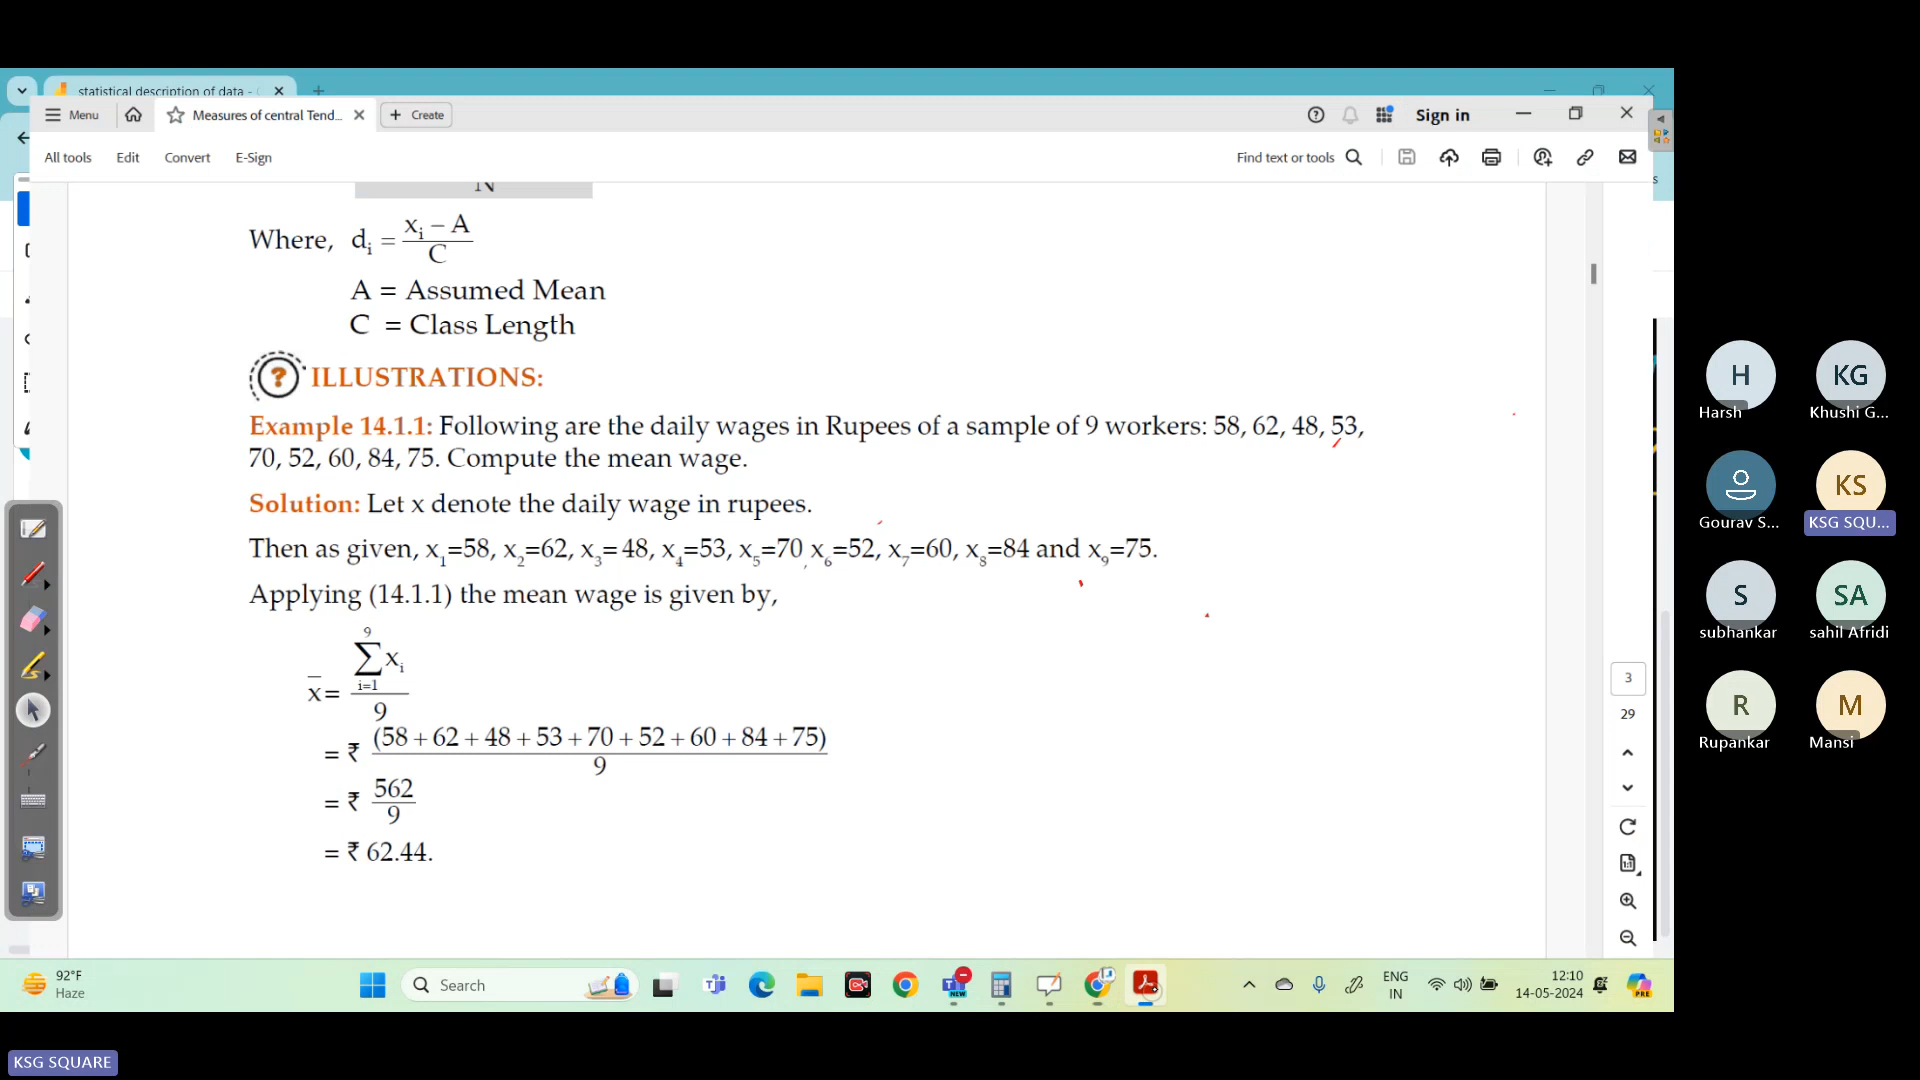 statistical description of data -
Menu
Measures of central Tend...
Create
Sign in
All tools
Edit
Convert
E-Sign
Find text or tools
N
Where, dᵢ = (xᵢ − A) / C
A = Assumed Mean
C = Class Length
? ILLUSTRATIONS:
Example 14.1.1: Following are the daily wages in Rupees of a sample of 9 workers: 58, 62, 48, 53,
70, 52, 60, 84, 75. Compute the mean wage.
Solution: Let x denote the daily wage in rupees.
Then as given, x₁=58, x₂=62, x₃= 48, x₄=53, x₅=70, x₆=52, x₇=60, x₈=84 and x₉=75.
Applying (14.1.1) the mean wage is given by,
9
∑xᵢ
i=1
x̄ =
9
= ₹ (58 + 62 + 48 + 53 + 70 + 52 + 60 + 84 + 75)
9
= ₹ 562
9
= ₹ 62.44.
3
29
H
Harsh
KG
Khushi G...
Gourav S...
KS
KSG SQU...
S
subhankar
SA
sahil Afridi
R
Rupankar
M
Mansi
92°F
Haze
Search
NEW
ENG
IN
12:10
14-05-2024
PRE
KSG SQUARE